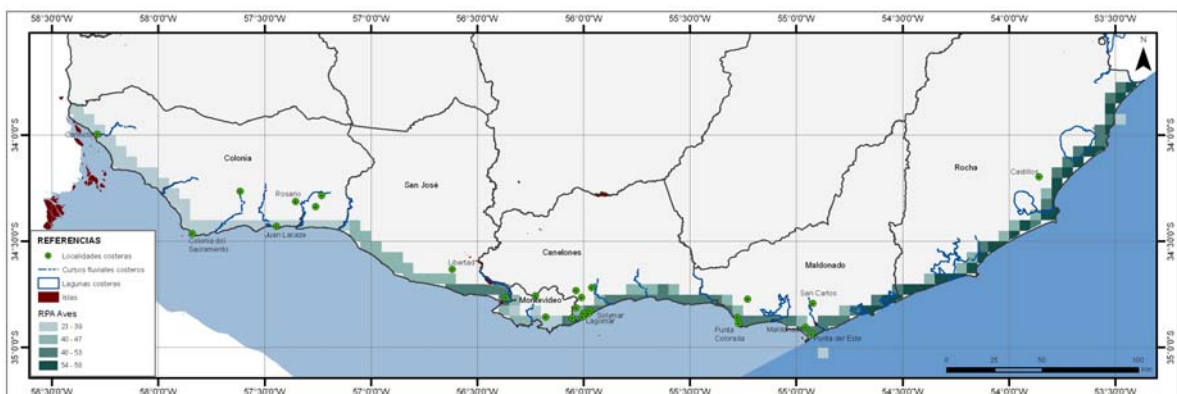 58°30'0"W 58°0'0"W 57°30'0"W 57°0'0"W 56°30'0"W 56°0'0"W 55°30'0"W 55°0'0"W 54°30'0"W 54°0'0"W 53°30'0"W
N
34°0'0"S
34°0'0"S
Colonia
San José
Rocha
Castillos
Rosario
Juan Lacaze
Colonia del
Sacramento
34°30'0"S
34°30'0"S
Canelones
Libertad
Maldonado
San Carlos
Montevideo
Solymar
Lagomar
Punta
Colorada
Maldonado
Punta del Este
35°0'0"S
35°0'0"S
REFERENCIAS
Localidades costeras
Cursos fluviales costeros
Lagunas costeras
Islas
RPA Aves
23 - 39
40 - 47
48 - 53
54 - 58
0 25 50 100
58°30'0"W 58°0'0"W 57°30'0"W 57°0'0"W 56°30'0"W 56°0'0"W 55°30'0"W 55°0'0"W 54°30'0"W 54°0'0"W 53°30'0"W